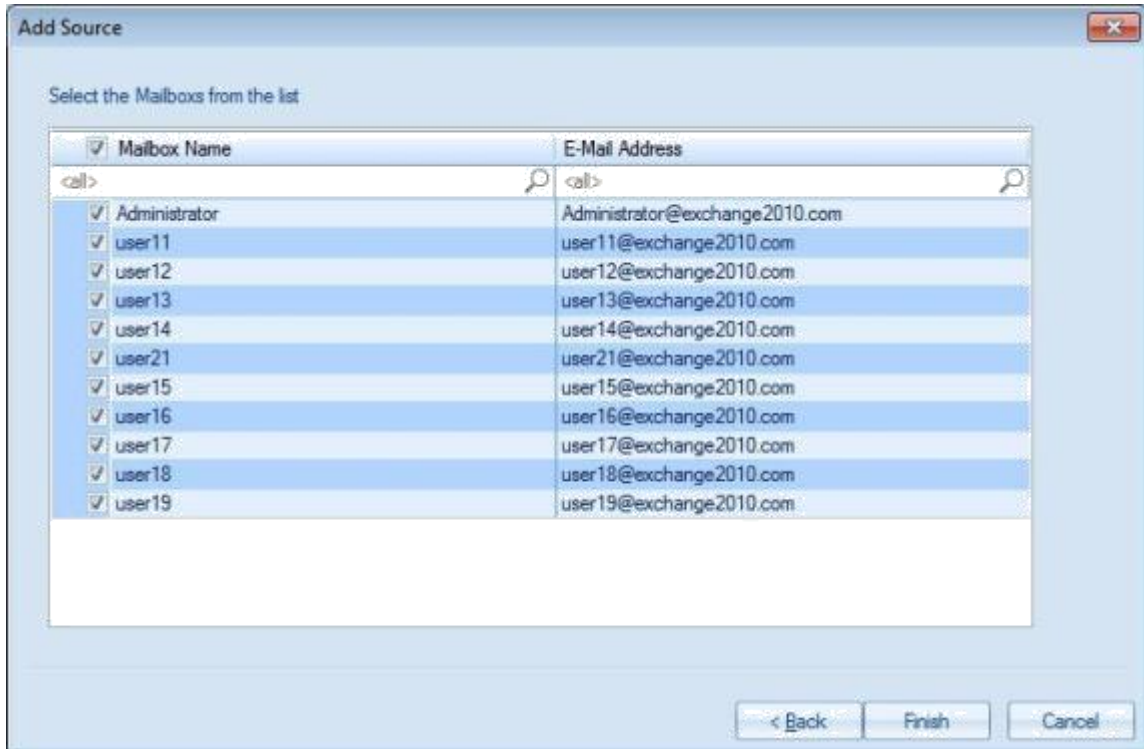 Add Source
Select the Mailboxs from the list
Mailbox Name E-Mail Address
<all> <all>
Administrator Administrator@exchange2010.com
user11 user11@exchange2010.com
user12 user12@exchange2010.com
user13 user13@exchange2010.com
user14 user14@exchange2010.com
user21 user21@exchange2010.com
user15 user15@exchange2010.com
user16 user16@exchange2010.com
user17 user17@exchange2010.com
user18 user18@exchange2010.com
user19 user19@exchange2010.com
< Back Finish Cancel